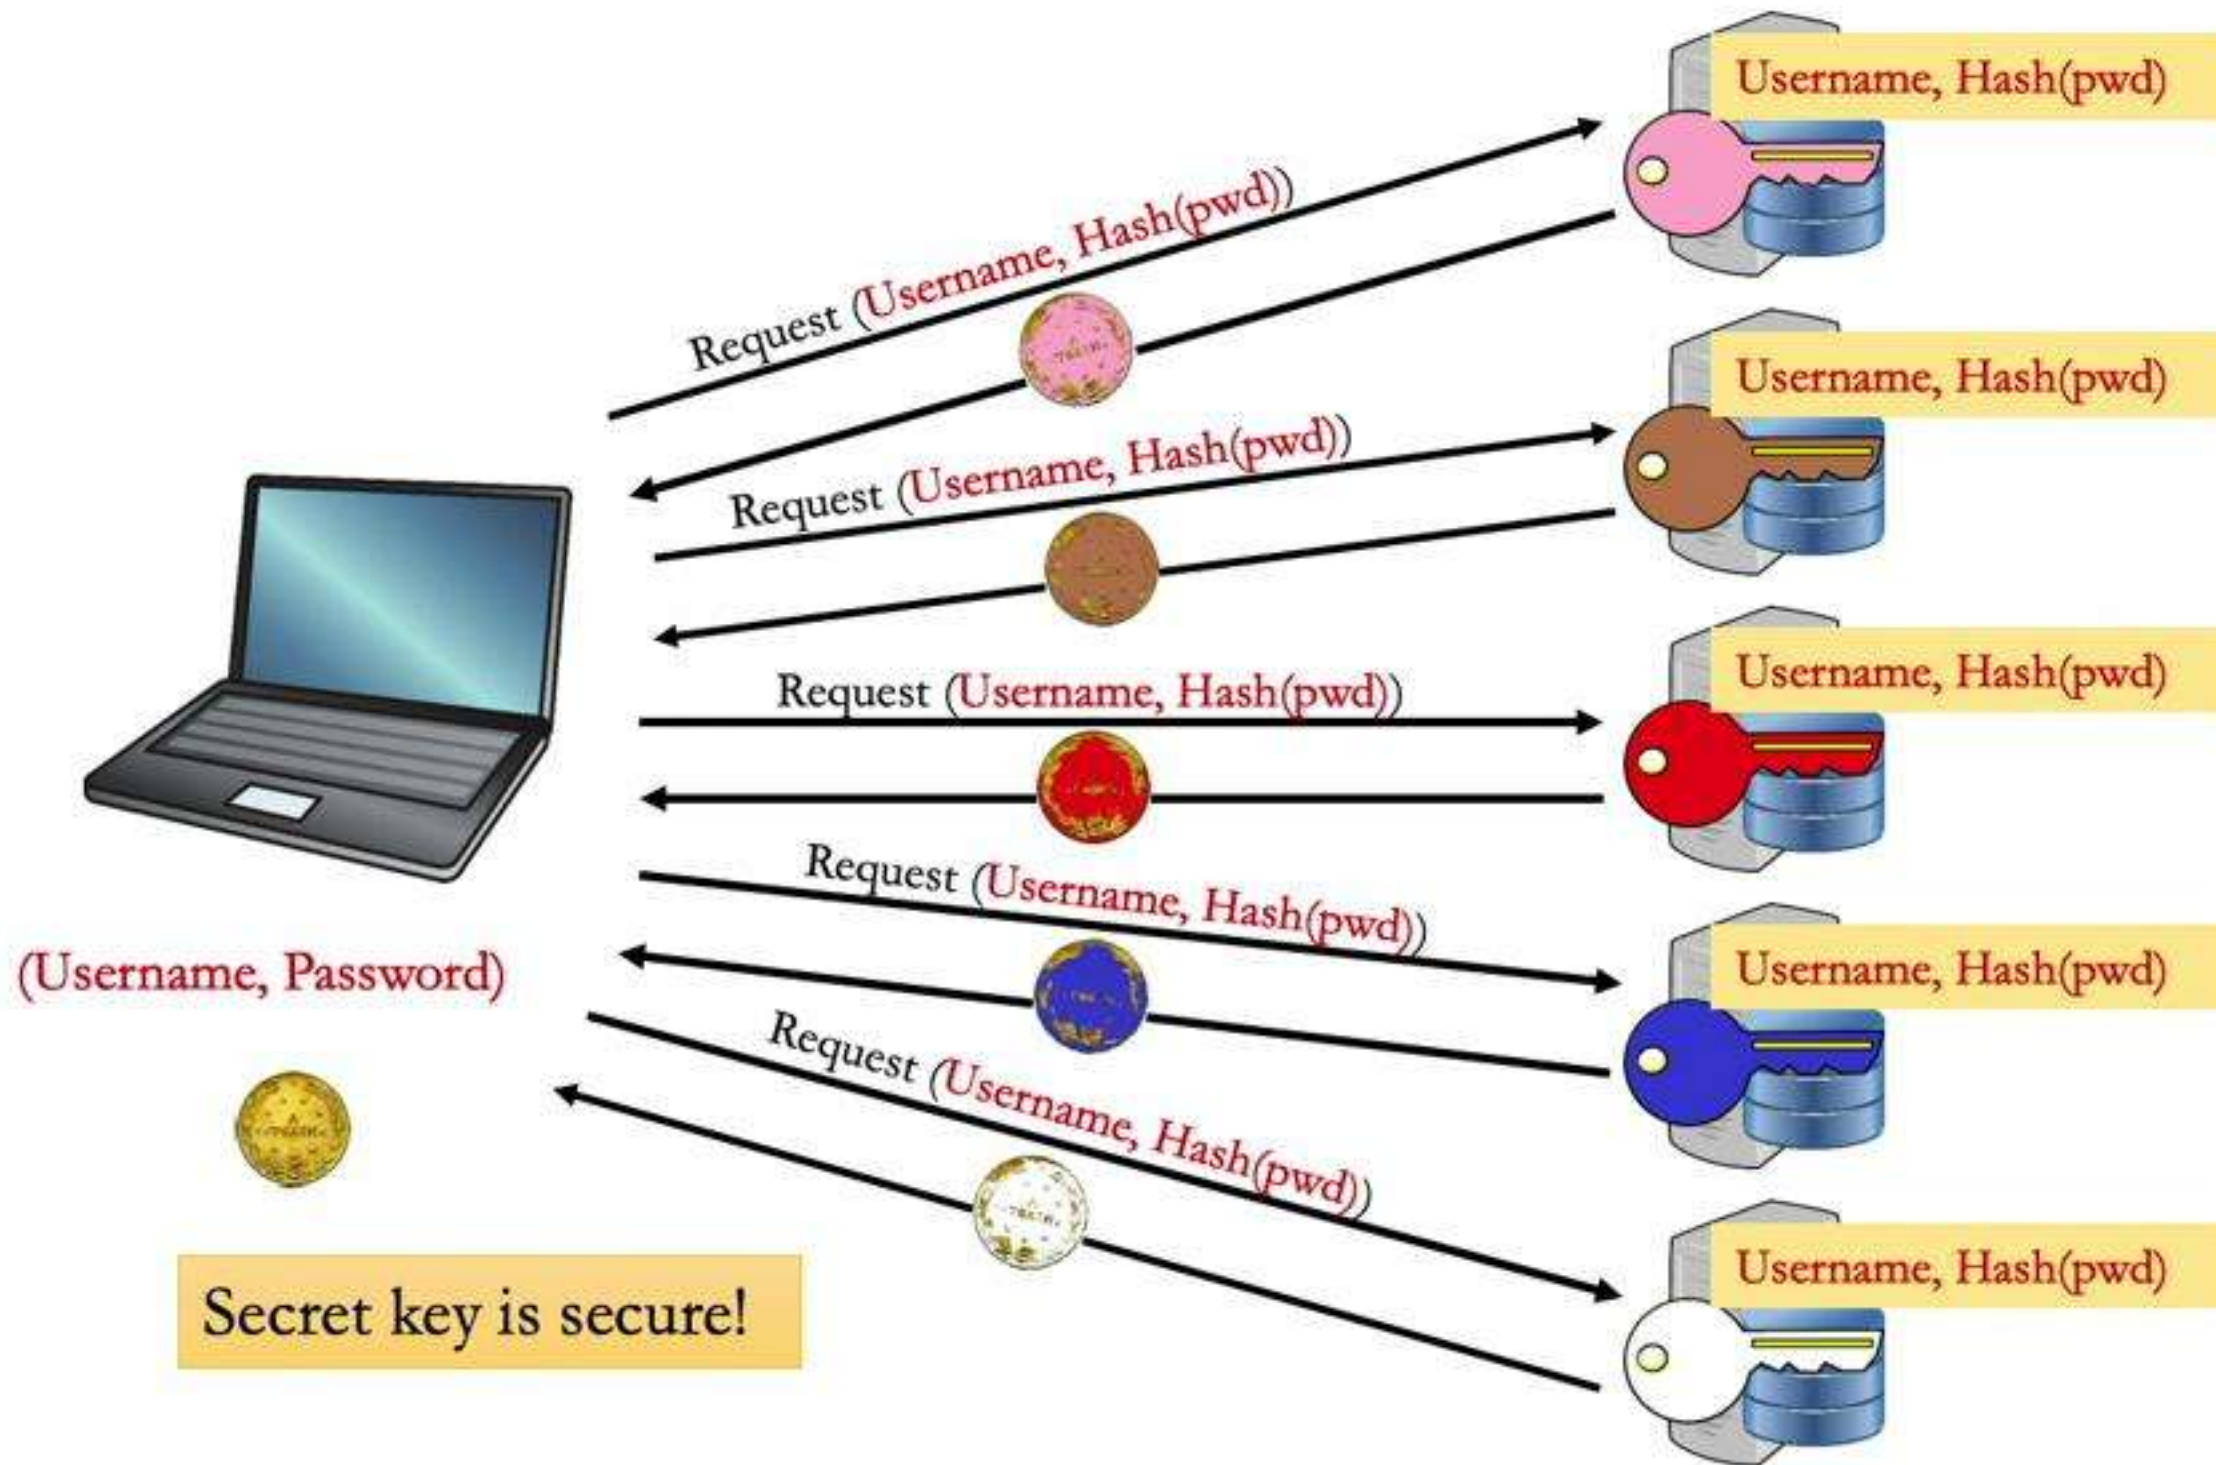 Username, Hash(pwd)
Request (Username, Hash(pwd))
Username, Hash(pwd)
Request (Username, Hash(pwd))
Username, Hash(pwd)
Request (Username, Hash(pwd))
Request (Username, Hash(pwd))
Username, Hash(pwd)
(Username, Password)
Request (Username, Hash(pwd))
Username, Hash(pwd)
Secret key is secure!